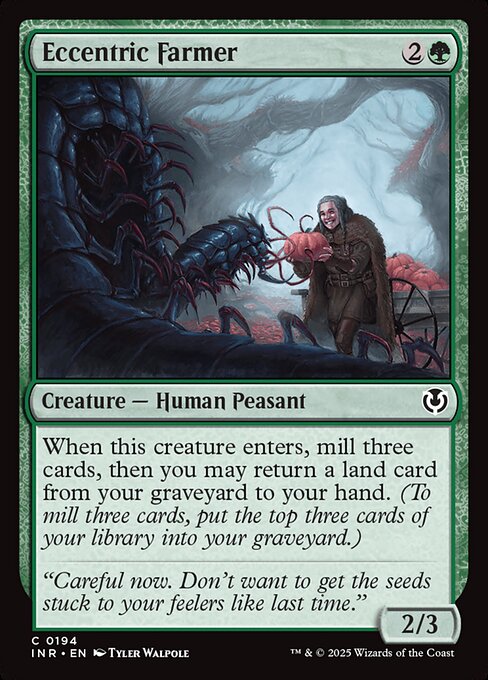 Eccentric Farmer 2
Creature — Human Peasant
When this creature enters, mill three
cards, then you may return a land card
from your graveyard to your hand. (To
mill three cards, put the top three cards of
your library into your graveyard.)
“Careful now. Don’t want to get the seeds
stuck to your feelers like last time.”
2/3
C 0194
INR • EN Tyler Walpole
™ & © 2025 Wizards of the Coast